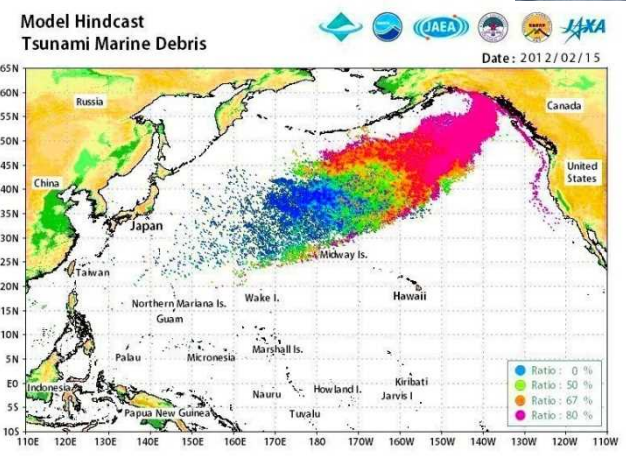 Model Hindcast
Tsunami Marine Debris
JAEA
JAXA
Date: 2012/02/15
65N
60N
55N
50N
45N
40N
35N
30N
25N
20N
15N
10N
5N
EQ
5S
10S
Russia
Canada
China
United
States
Japan
Midway Is.
Taiwan
Northern Mariana Is.
Wake I.
Hawaii
Guam
Marshall Is.
Palau
Micronesia
Indonesia
Nauru
Howland I.
Kiribati
Jarvis I
Papua New Guinea
Tuvalu
Ratio: 0 %
Ratio: 50 %
Ratio: 67 %
Ratio: 80 %
110E 120E 130E 140E 150E 160E 170E 180 170W 160W 150W 140W 130W 120W 110W